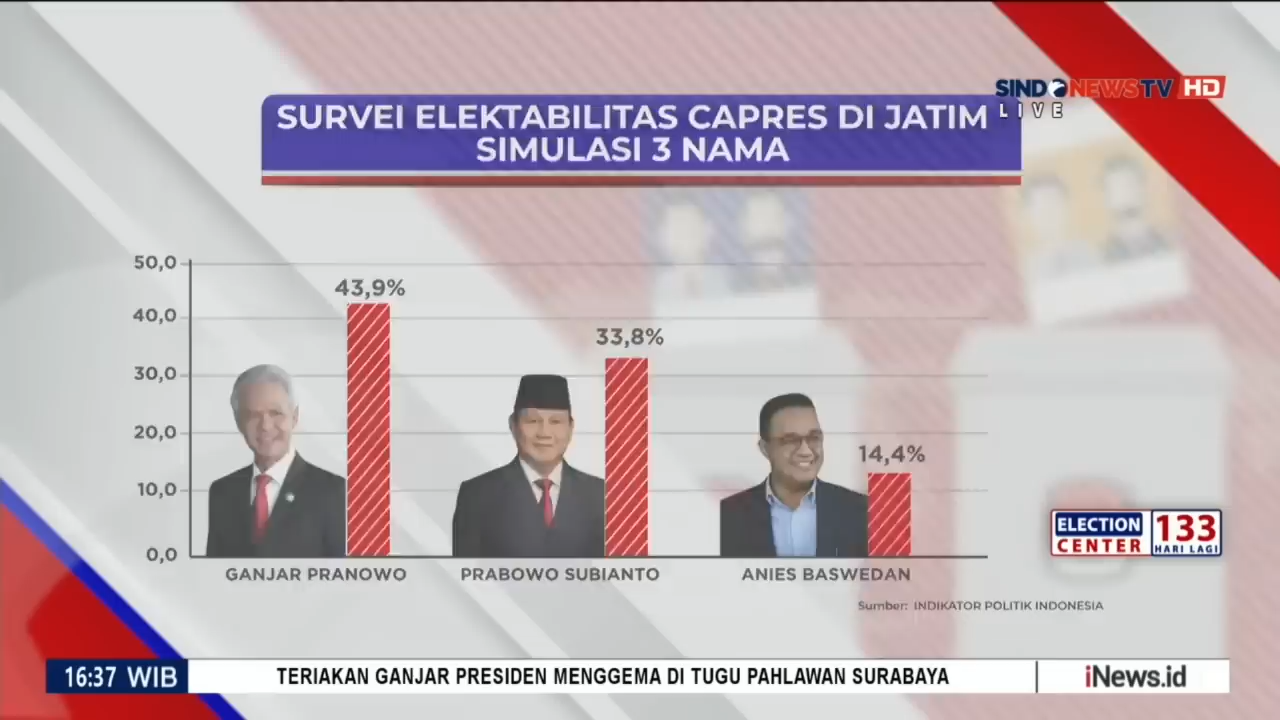 SINDONEWSTV HD
LIVE
SURVEI ELEKTABILITAS CAPRES DI JATIM
SIMULASI 3 NAMA
50,0
40,0
30,0
20,0
10,0
0,0
43,9%
33,8%
14,4%
GANJAR PRANOWO
PRABOWO SUBIANTO
ANIES BASWEDAN
Sumber: INDIKATOR POLITIK INDONESIA
ELECTION
CENTER
133
HARI LAGI
16:37 WIB
TERIAKAN GANJAR PRESIDEN MENGGEMA DI TUGU PAHLAWAN SURABAYA
iNews.id